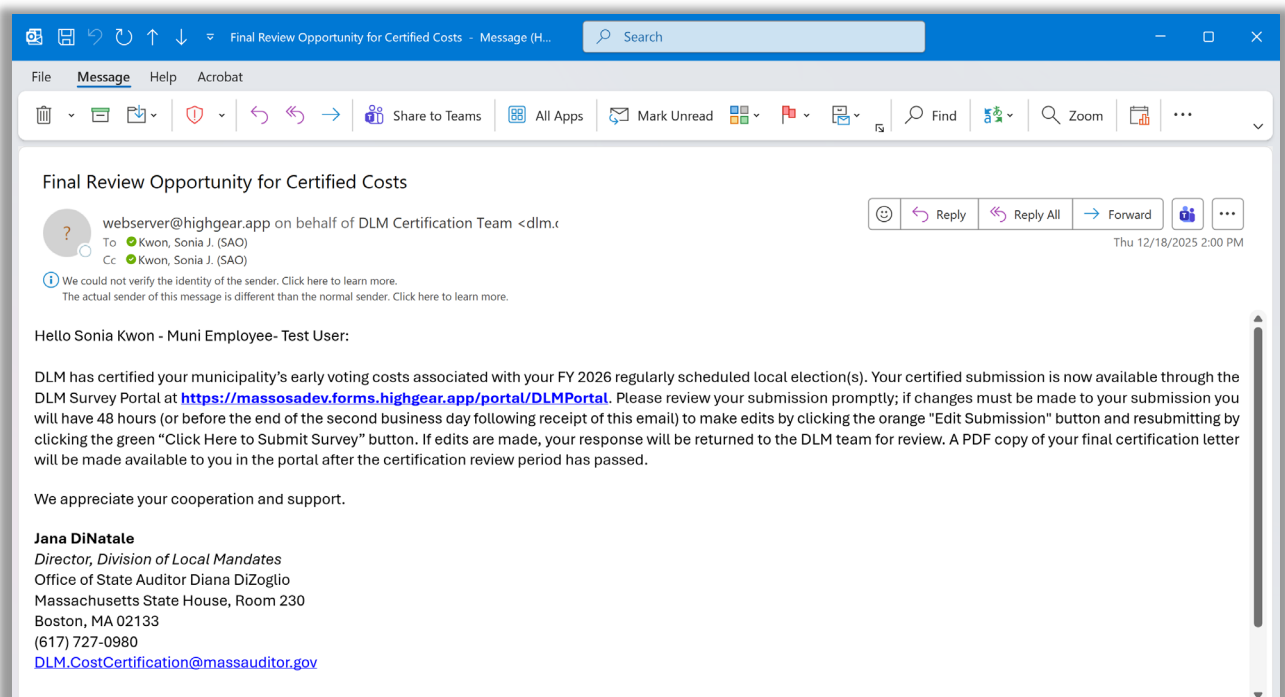 Final Review Opportunity for Certified Costs - Message (H...
Search
File Message Help Acrobat
Share to Teams All Apps Mark Unread Find Zoom
Final Review Opportunity for Certified Costs
? webserver@highgear.app on behalf of DLM Certification Team <dlm.c
Reply Reply All Forward
To Kwon, Sonia J. (SAO)
Thu 12/18/2025 2:00 PM
Cc Kwon, Sonia J. (SAO)
We could not verify the identity of the sender. Click here to learn more.
The actual sender of this message is different than the normal sender. Click here to learn more.
Hello Sonia Kwon - Muni Employee- Test User:
DLM has certified your municipality’s early voting costs associated with your FY 2026 regularly scheduled local election(s). Your certified submission is now available through the
DLM Survey Portal at https://massosadev.forms.highgear.app/portal/DLMPortal. Please review your submission promptly; if changes must be made to your submission you
will have 48 hours (or before the end of the second business day following receipt of this email) to make edits by clicking the orange "Edit Submission" button and resubmitting by
clicking the green “Click Here to Submit Survey” button. If edits are made, your response will be returned to the DLM team for review. A PDF copy of your final certification letter
will be made available to you in the portal after the certification review period has passed.
We appreciate your cooperation and support.
Jana DiNatale
Director, Division of Local Mandates
Office of State Auditor Diana DiZoglio
Massachusetts State House, Room 230
Boston, MA 02133
(617) 727-0980
DLM.CostCertification@massauditor.gov